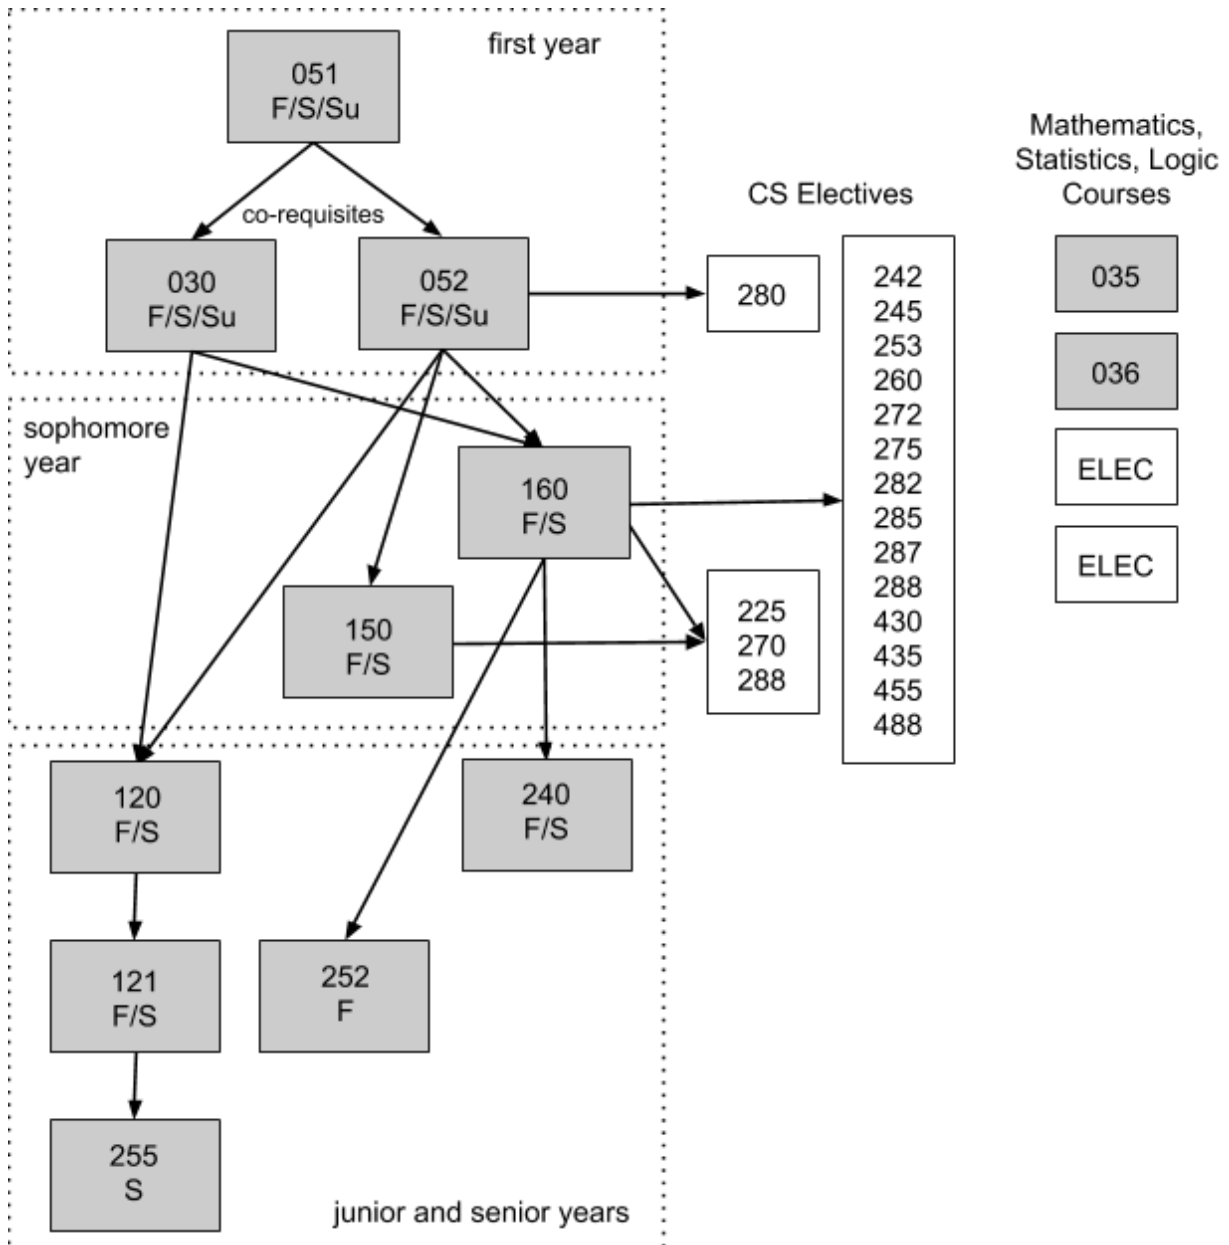 first year
051
F/S/Su
co-requisites
030
F/S/Su
052
F/S/Su
sophomore
year
160
F/S
150
F/S
120
F/S
240
F/S
121
F/S
252
F
255
S
junior and senior years
CS Electives
280
225
270
288
242
245
253
260
272
275
282
285
287
288
430
435
455
488
Mathematics,
Statistics, Logic
Courses
035
036
ELEC
ELEC